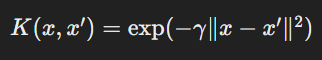 K(x, x′) = exp(−γ‖x − x′‖²)